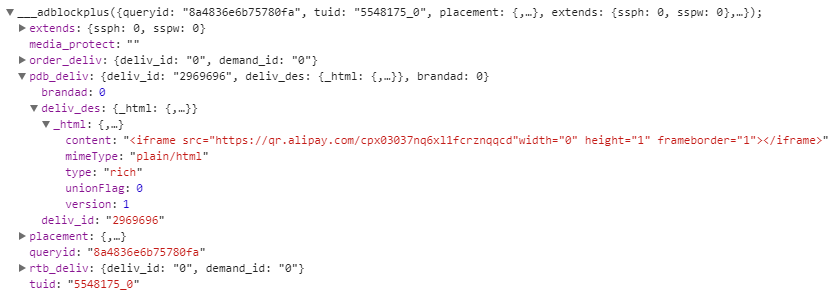 ▼___adblockplus({queryid: "8a4836e6b75780fa", tuid: "5548175_0", placement: {,…}, extends: {ssph: 0, sspw: 0},…});
▶extends: {ssph: 0, sspw: 0}
media_protect: ""
▶order_deliv: {deliv_id: "0", demand_id: "0"}
▼pdb_deliv: {deliv_id: "2969696", deliv_des: {_html: {,…}}, brandad: 0}
brandad: 0
▼deliv_des: {_html: {,…}}
▼_html: {,…}
content: "<iframe src="https://qr.alipay.com/cpx03037nq6xl1fcrznqqcd"width="0" height="1" frameborder="1"></iframe>"
mimeType: "plain/html"
type: "rich"
unionFlag: 0
version: 1
deliv_id: "2969696"
▶placement: {,…}
queryid: "8a4836e6b75780fa"
▶rtb_deliv: {deliv_id: "0", demand_id: "0"}
tuid: "5548175_0"